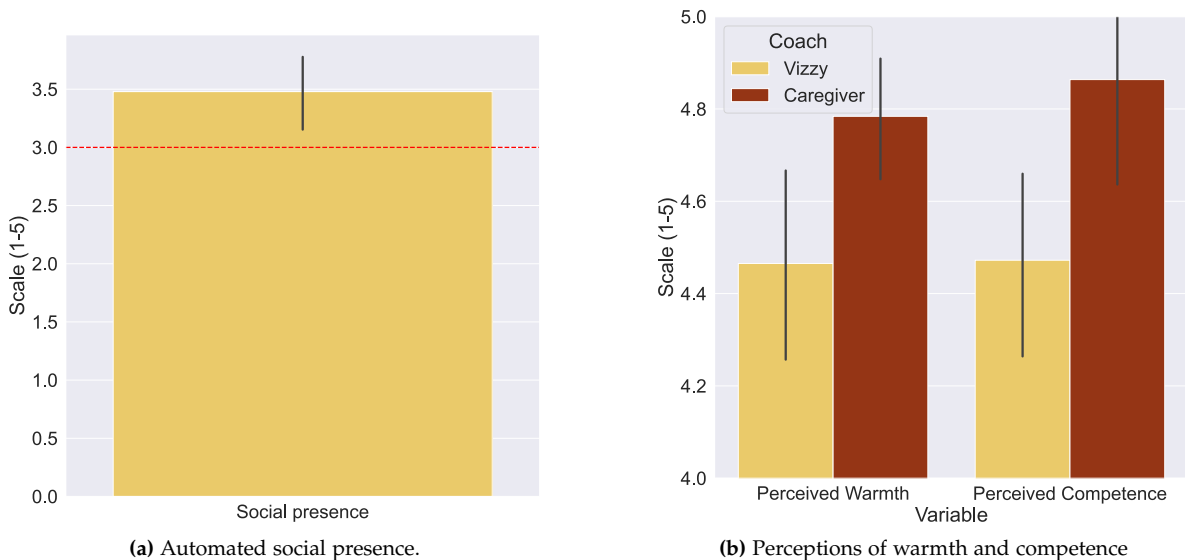 3.5
3.0
2.5
2.0
1.5
1.0
0.5
0.0
Scale (1-5)
Social presence
(a) Automated social presence.
5.0
4.8
4.6
4.4
4.2
4.0
Scale (1-5)
Coach
Vizzy
Caregiver
Perceived Warmth Perceived Competence
Variable
(b) Perceptions of warmth and competence